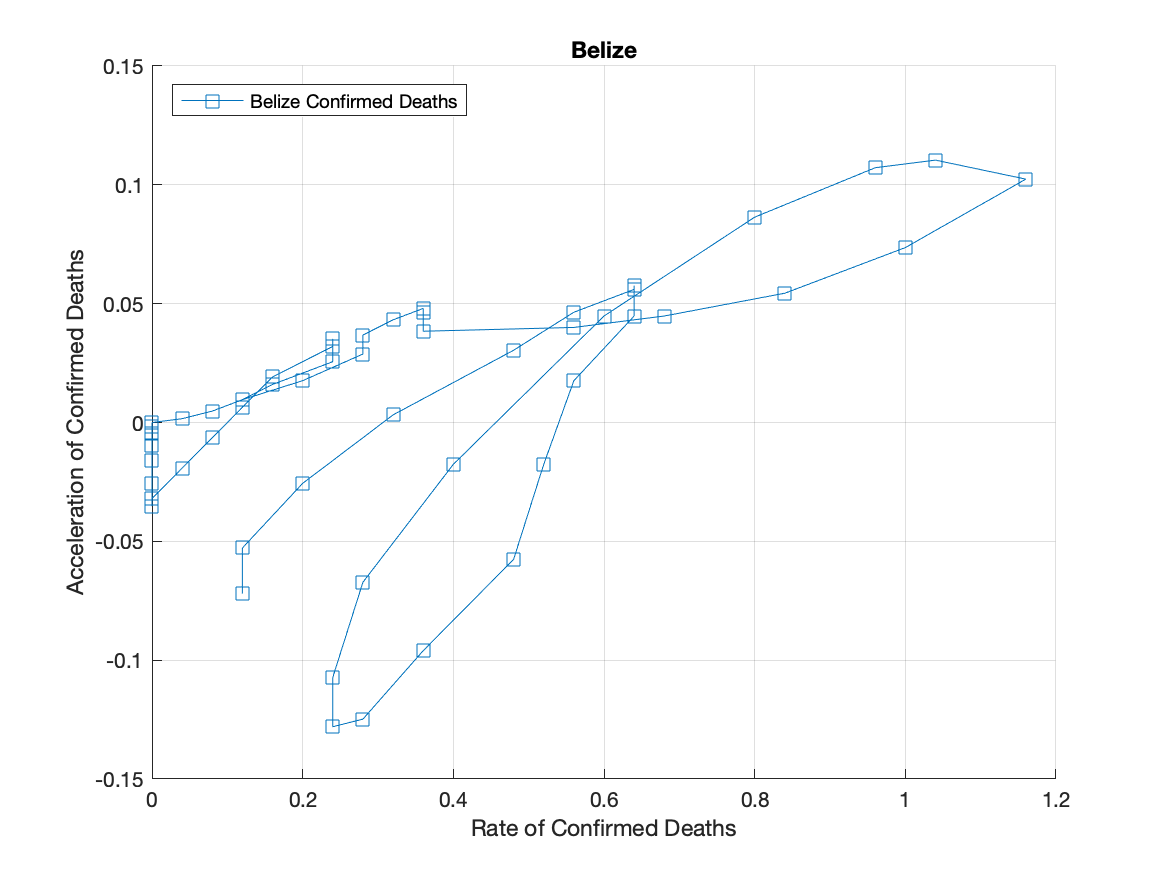 Belize
Belize Confirmed Deaths
Acceleration of Confirmed Deaths
0.15
0.1
0.05
0
-0.05
-0.1
-0.15
0 0.2 0.4 0.6 0.8 1 1.2
Rate of Confirmed Deaths